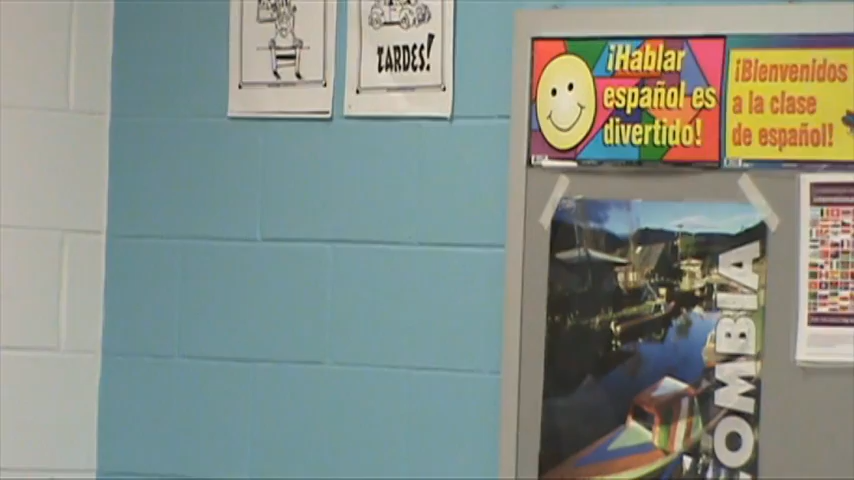 TARDES!
¡Hablar
español es
divertido!
¡Bienvenidos
a la clase
de español!
OMBIA